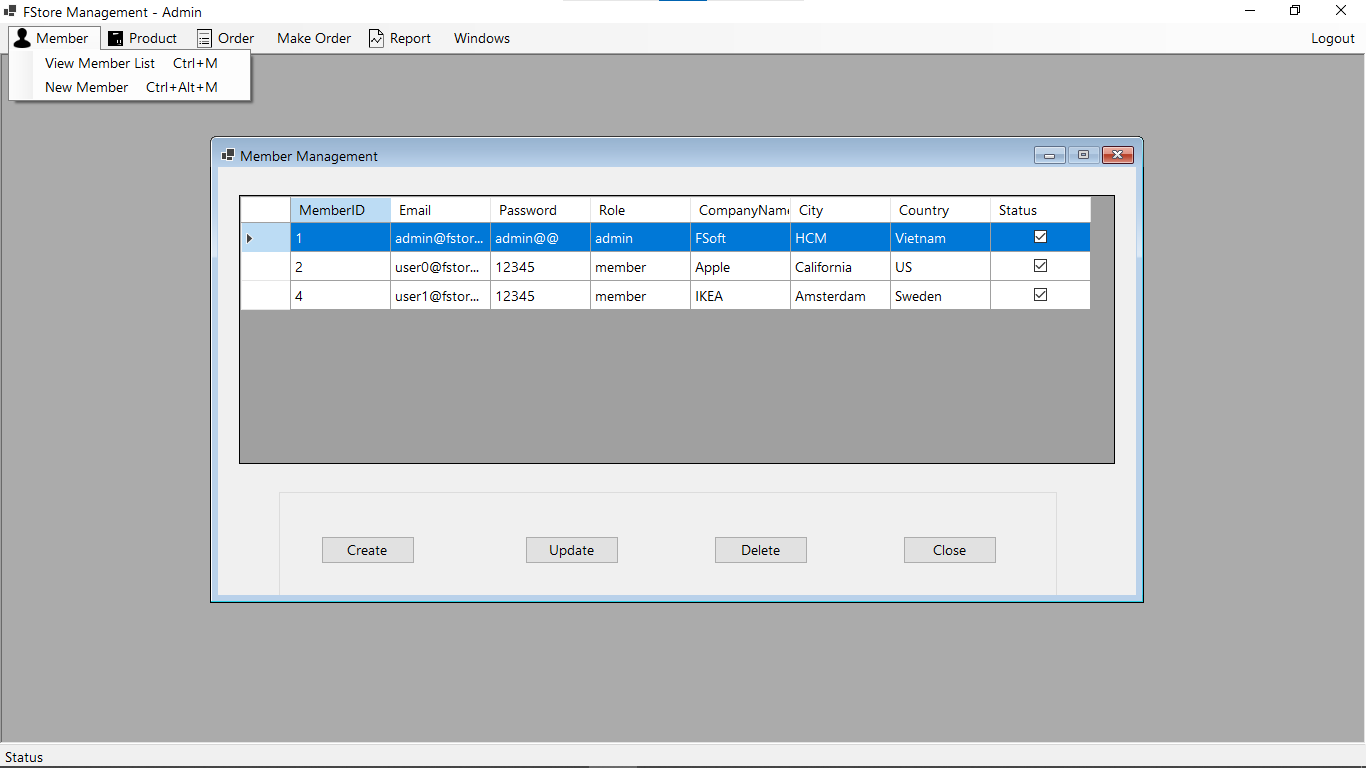 FStore Management - Admin
Member Product Order Make Order Report Windows Logout
View Member List Ctrl+M
New Member Ctrl+Alt+M
Member Management
MemberID Email Password Role CompanyName City Country Status
1 admin@fstor... admin@@ admin FSoft HCM Vietnam
2 user0@fstor... 12345 member Apple California US
4 user1@fstor... 12345 member IKEA Amsterdam Sweden
Create Update Delete Close
Status